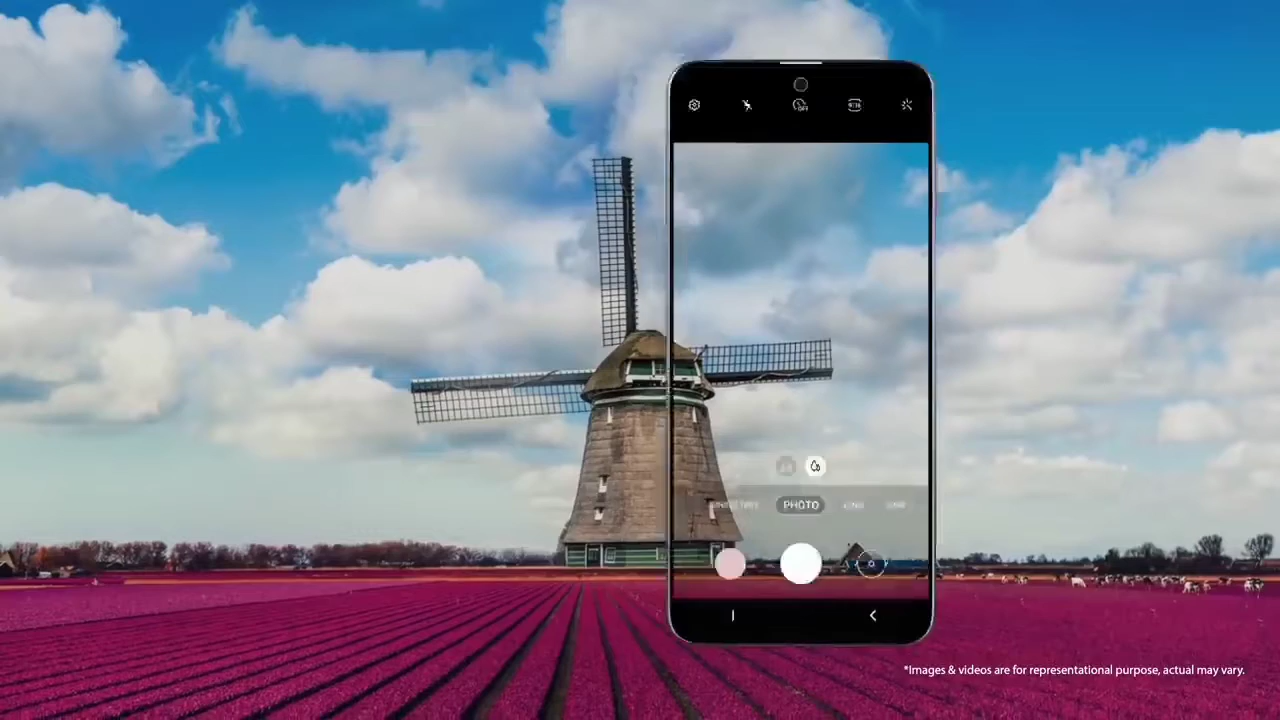 PHOTO
*Images & videos are for representational purpose, actual may vary.